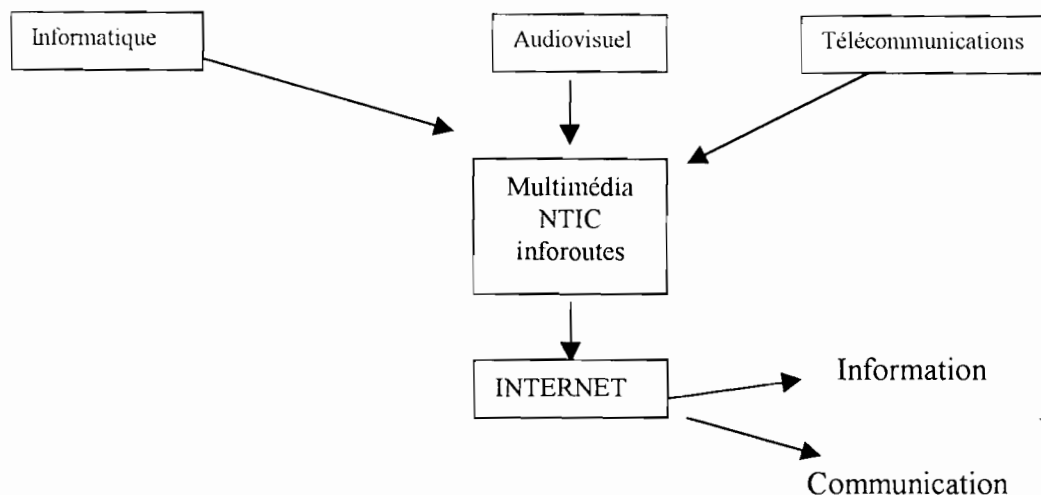 Informatique
Audiovisuel
Télécommunications
Multimédia
NTIC
inforoutes
INTERNET
Information
Communication